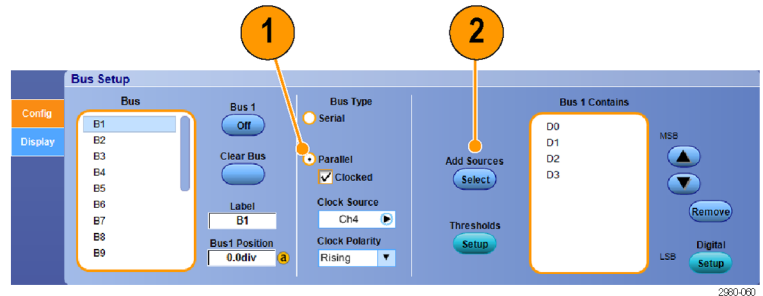 1
2
Bus Setup
Config
Display
Bus
B1
B2
B3
B4
B5
B6
B7
B8
B9
Bus 1
Off
Clear Bus
Label
B1
Bus1 Position
0.0div
a
Bus Type
Serial
Parallel
Clocked
Clock Source
Ch4
Clock Polarity
Rising
Add Sources
Select
Thresholds
Setup
Bus 1 Contains
D0
D1
D2
D3
MSB
Remove
LSB
Digital
Setup
2980-060